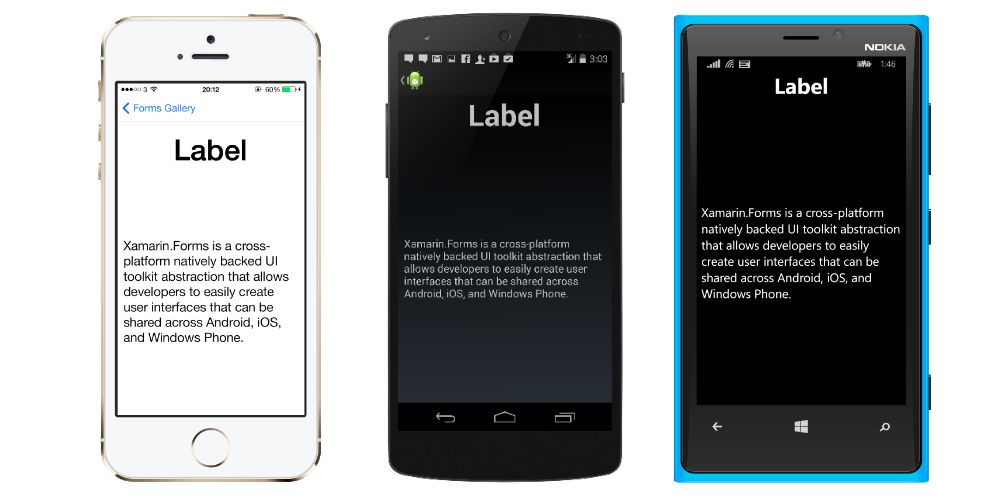 3 20:12 60%
Forms Gallery
Label
Xamarin.Forms is a cross-
platform natively backed UI
toolkit abstraction that allows
developers to easily create
user interfaces that can be
shared across Android, iOS,
and Windows Phone.
3:03
Label
Xamarin.Forms is a cross-platform
natively backed UI toolkit abstraction that
allows developers to easily create user
interfaces that can be shared across
Android, iOS, and Windows Phone.
NOKIA
1:46
Label
Xamarin.Forms is a cross-platform
natively backed UI toolkit abstraction
that allows developers to easily
create user interfaces that can be
shared across Android, iOS, and
Windows Phone.